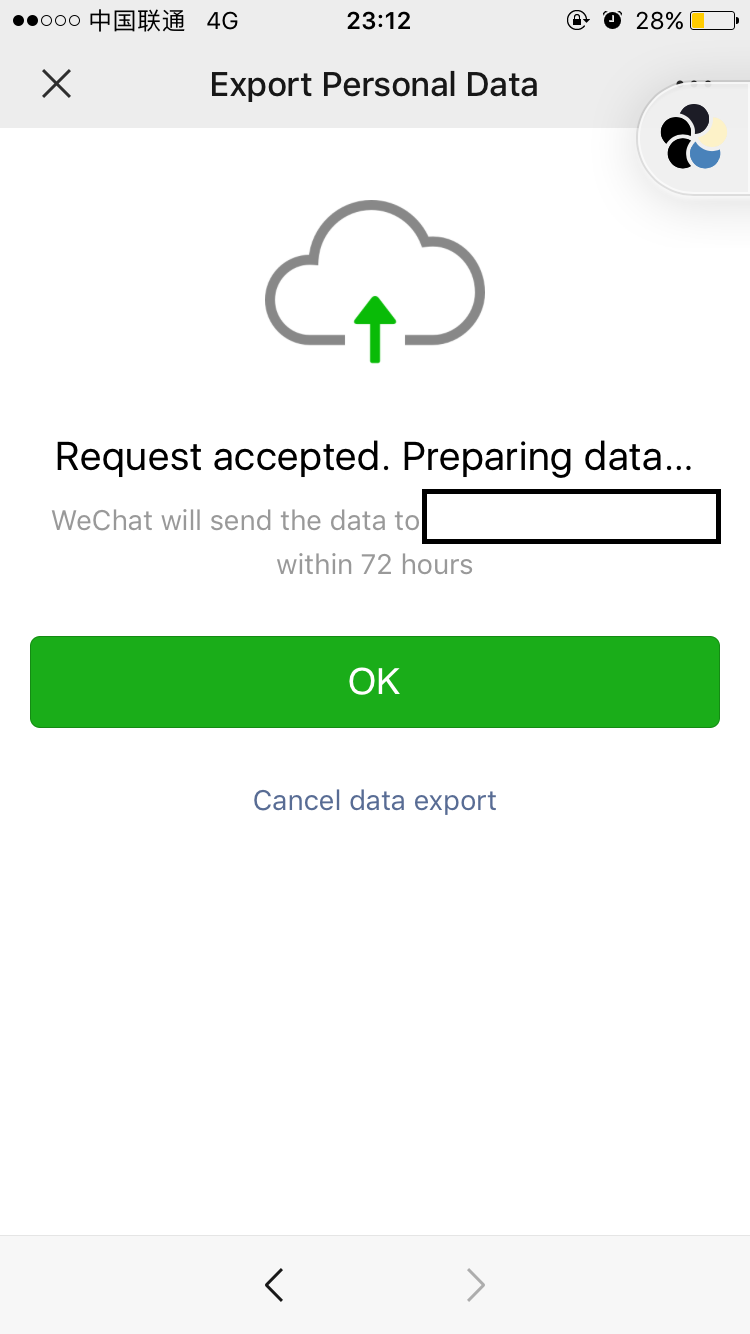 中国联通 4G 23:12 28%
Export Personal Data
Request accepted. Preparing data...
WeChat will send the data to
within 72 hours
OK
Cancel data export